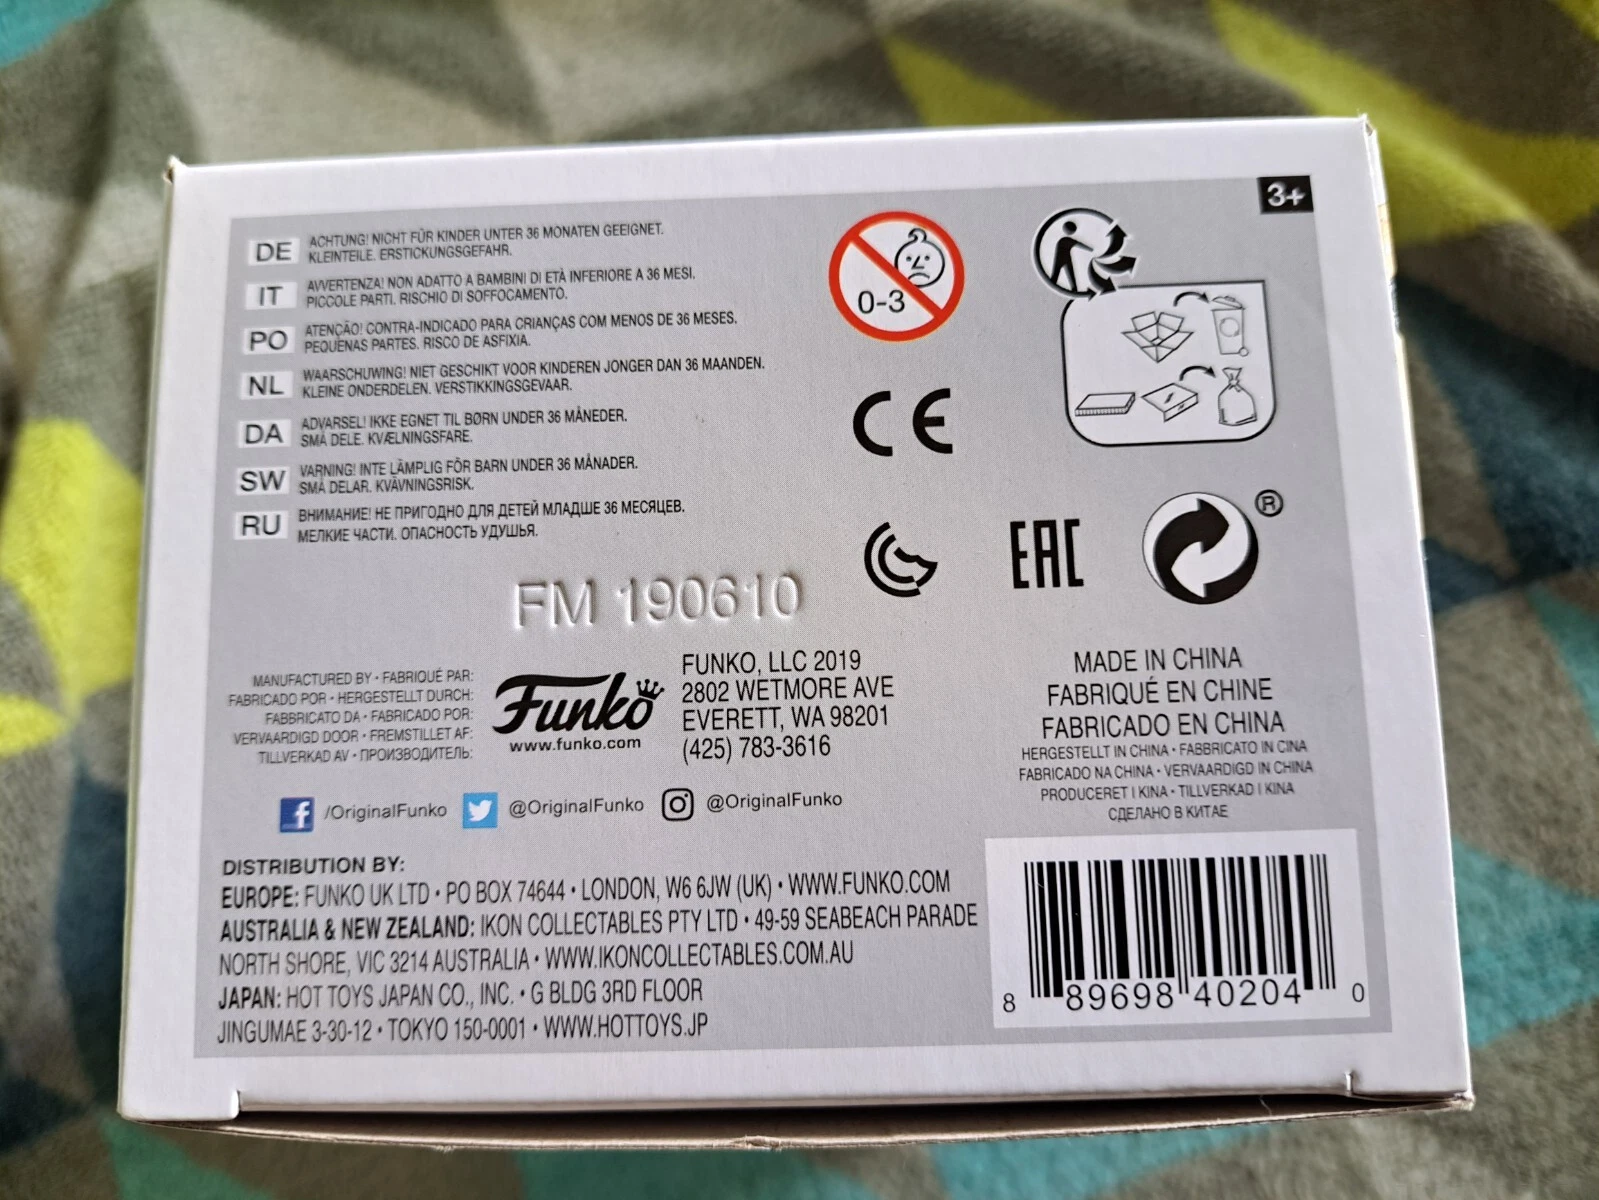 3+
DE ACHTUNG! NICHT FÜR KINDER UNTER 36 MONATEN GEEIGNET.
KLEINTEILE. ERSTICKUNGSGEFAHR.
IT AVVERTENZA! NON ADATTO A BAMBINI DI ETÀ INFERIORE A 36 MESI.
PICCOLE PARTI. RISCHIO DI SOFFOCAMENTO.
PO ATENÇÃO! CONTRA-INDICADO PARA CRIANÇAS COM MENOS DE 36 MESES.
PEQUENAS PARTES. RISCO DE ASFIXIA.
NL WAARSCHUWING! NIET GESCHIKT VOOR KINDEREN JONGER DAN 36 MAANDEN.
KLEINE ONDERDELEN. VERSTIKKINGSGEVAAR.
DA ADVARSEL! IKKE EGNET TIL BØRN UNDER 36 MÅNEDER.
SMÅ DELE. KVÆLNINGSFARE.
SW VARNING! INTE LÄMPLIG FÖR BARN UNDER 36 MÅNADER.
SMÅ DELAR. KVÄVNINGSRISK.
RU ВНИМАНИЕ! НЕ ПРИГОДНО ДЛЯ ДЕТЕЙ МЛАДШЕ 36 МЕСЯЦЕВ.
МЕЛКИЕ ЧАСТИ. ОПАСНОСТЬ УДУШЬЯ.
0-3
CE
EAC
®
FM 190610
MANUFACTURED BY • FABRIQUÉ PAR:
FABRICADO POR • HERGESTELLT DURCH:
FABBRICATO DA • FABRICADO POR:
VERVAARDIGD DOOR • FREMSTILLET AF:
TILLVERKAD AV • ПРОИЗВОДИТЕЛЬ:
Funko
www.funko.com
FUNKO, LLC 2019
2802 WETMORE AVE
EVERETT, WA 98201
(425) 783-3616
MADE IN CHINA
FABRIQUÉ EN CHINE
FABRICADO EN CHINA
HERGESTELLT IN CHINA • FABBRICATO IN CINA
FABRICADO NA CHINA • VERVAARDIGD IN CHINA
PRODUCERET I KINA • TILLVERKAD I KINA
СДЕЛАНО В КИТАЕ
/OriginalFunko @OriginalFunko @OriginalFunko
DISTRIBUTION BY:
EUROPE: FUNKO UK LTD • PO BOX 74644 • LONDON, W6 6JW (UK) • WWW.FUNKO.COM
AUSTRALIA & NEW ZEALAND: IKON COLLECTABLES PTY LTD • 49-59 SEABEACH PARADE
NORTH SHORE, VIC 3214 AUSTRALIA • WWW.IKONCOLLECTABLES.COM.AU
JAPAN: HOT TOYS JAPAN CO., INC. • G BLDG 3RD FLOOR
JINGUMAE 3-30-12 • TOKYO 150-0001 • WWW.HOTTOYS.JP
8 89698 40204 0